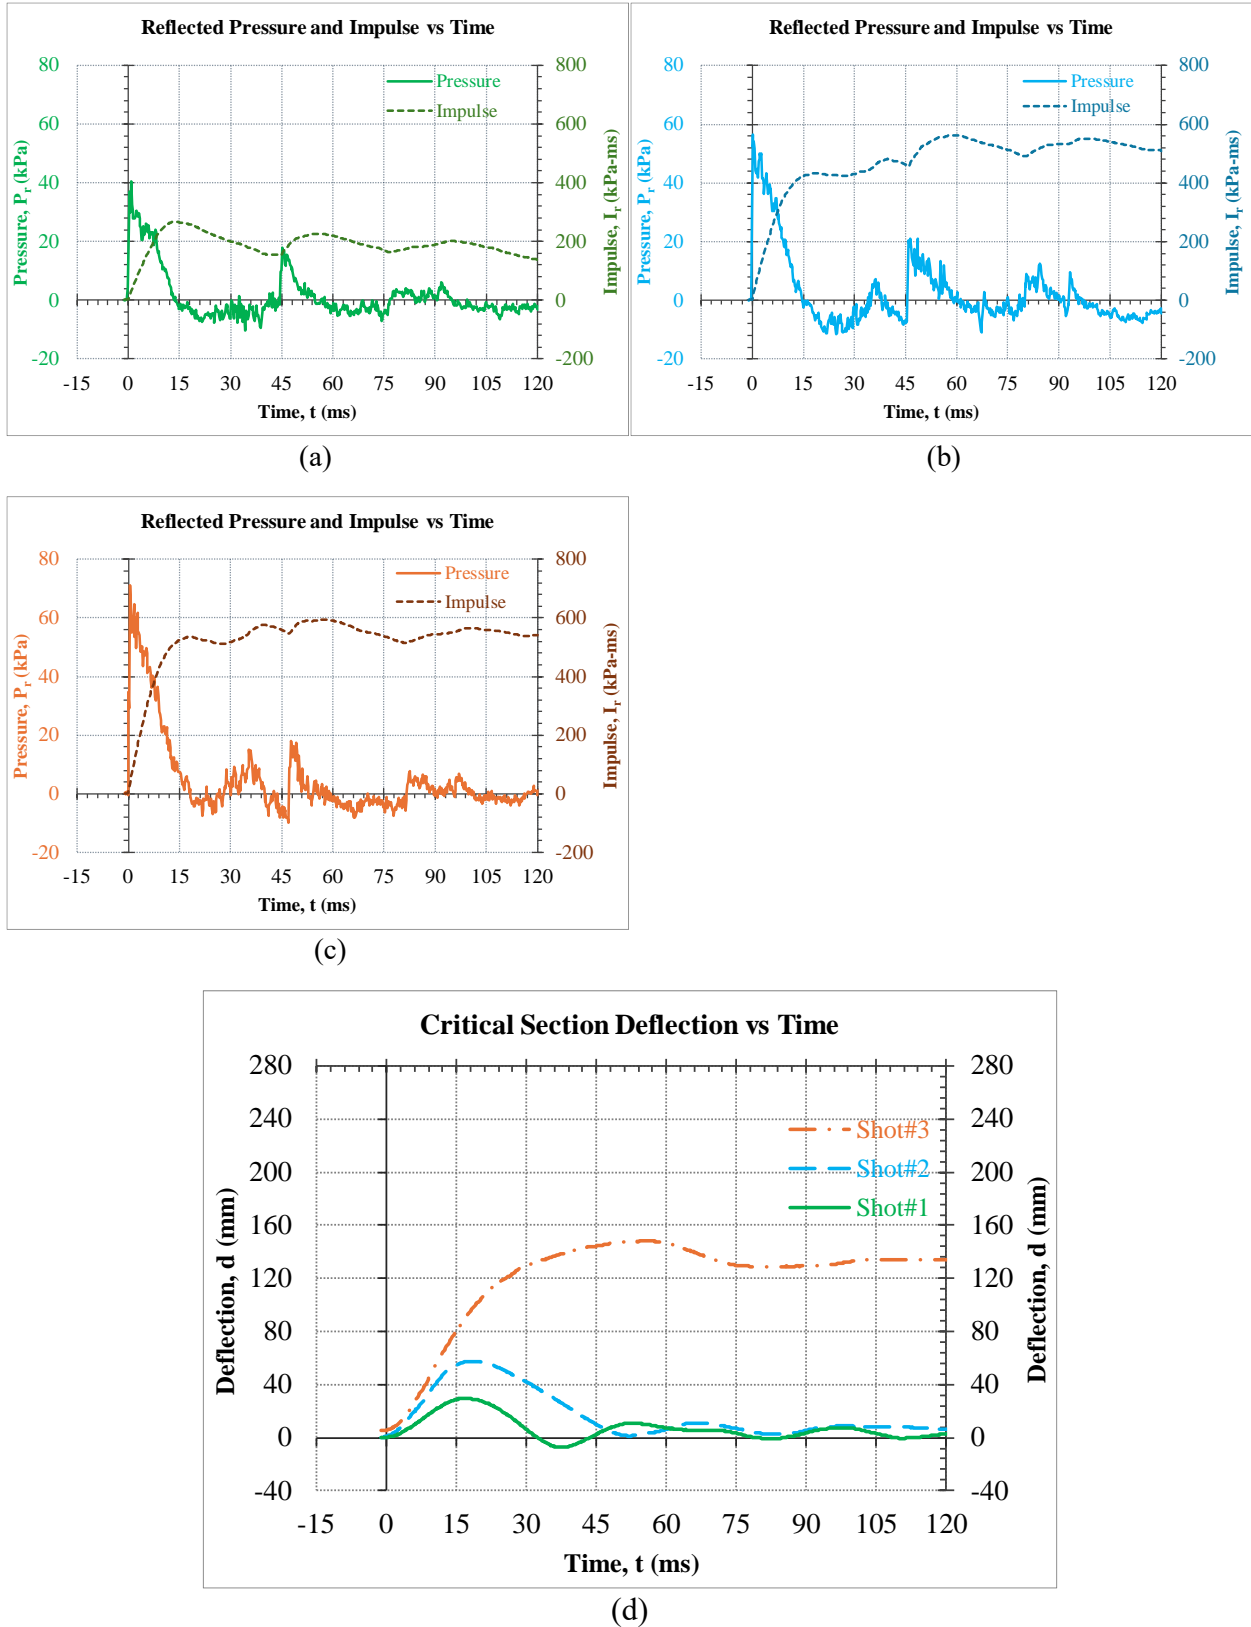 Reflected Pressure and Impulse vs Time
80
60
40
20
0
-20
800
600
400
200
0
-200
Pressure
Impulse
Pressure, Pr (kPa)
Impulse, Ir (kPa-ms)
-15 0 15 30 45 60 75 90 105 120
Time, t (ms)
(a)
Reflected Pressure and Impulse vs Time
80
60
40
20
0
-20
800
600
400
200
0
-200
Pressure
Impulse
Pressure, Pr (kPa)
Impulse, Ir (kPa-ms)
-15 0 15 30 45 60 75 90 105 120
Time, t (ms)
(b)
Reflected Pressure and Impulse vs Time
80
60
40
20
0
-20
800
600
400
200
0
-200
Pressure
Impulse
Pressure, Pr (kPa)
Impulse, Ir (kPa-ms)
-15 0 15 30 45 60 75 90 105 120
Time, t (ms)
(c)
Critical Section Deflection vs Time
280
240
200
160
120
80
40
0
-40
280
240
200
160
120
80
40
0
-40
Shot#3
Shot#2
Shot#1
Deflection, d (mm)
Deflection, d (mm)
-15 0 15 30 45 60 75 90 105 120
Time, t (ms)
(d)